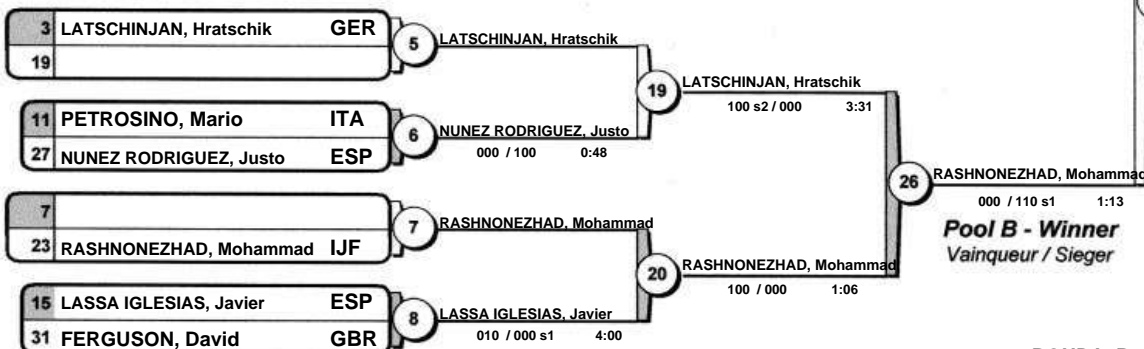 3 LATSCHINJAN, Hratschik GER
19
5
LATSCHINJAN, Hratschik
11 PETROSINO, Mario ITA
27 NUNEZ RODRIGUEZ, Justo ESP
6
NUNEZ RODRIGUEZ, Justo
000 / 100 0:48
19
LATSCHINJAN, Hratschik
100 s2 / 000 3:31
7
23 RASHNONEZHAD, Mohammad IJF
7
RASHNONEZHAD, Mohammad
15 LASSA IGLESIAS, Javier ESP
31 FERGUSON, David GBR
8
LASSA IGLESIAS, Javier
010 / 000 s1 4:00
20
RASHNONEZHAD, Mohammad
100 / 000 1:06
26
RASHNONEZHAD, Mohammad
000 / 110 s1 1:13
Pool B - Winner
Vainqueur / Sieger